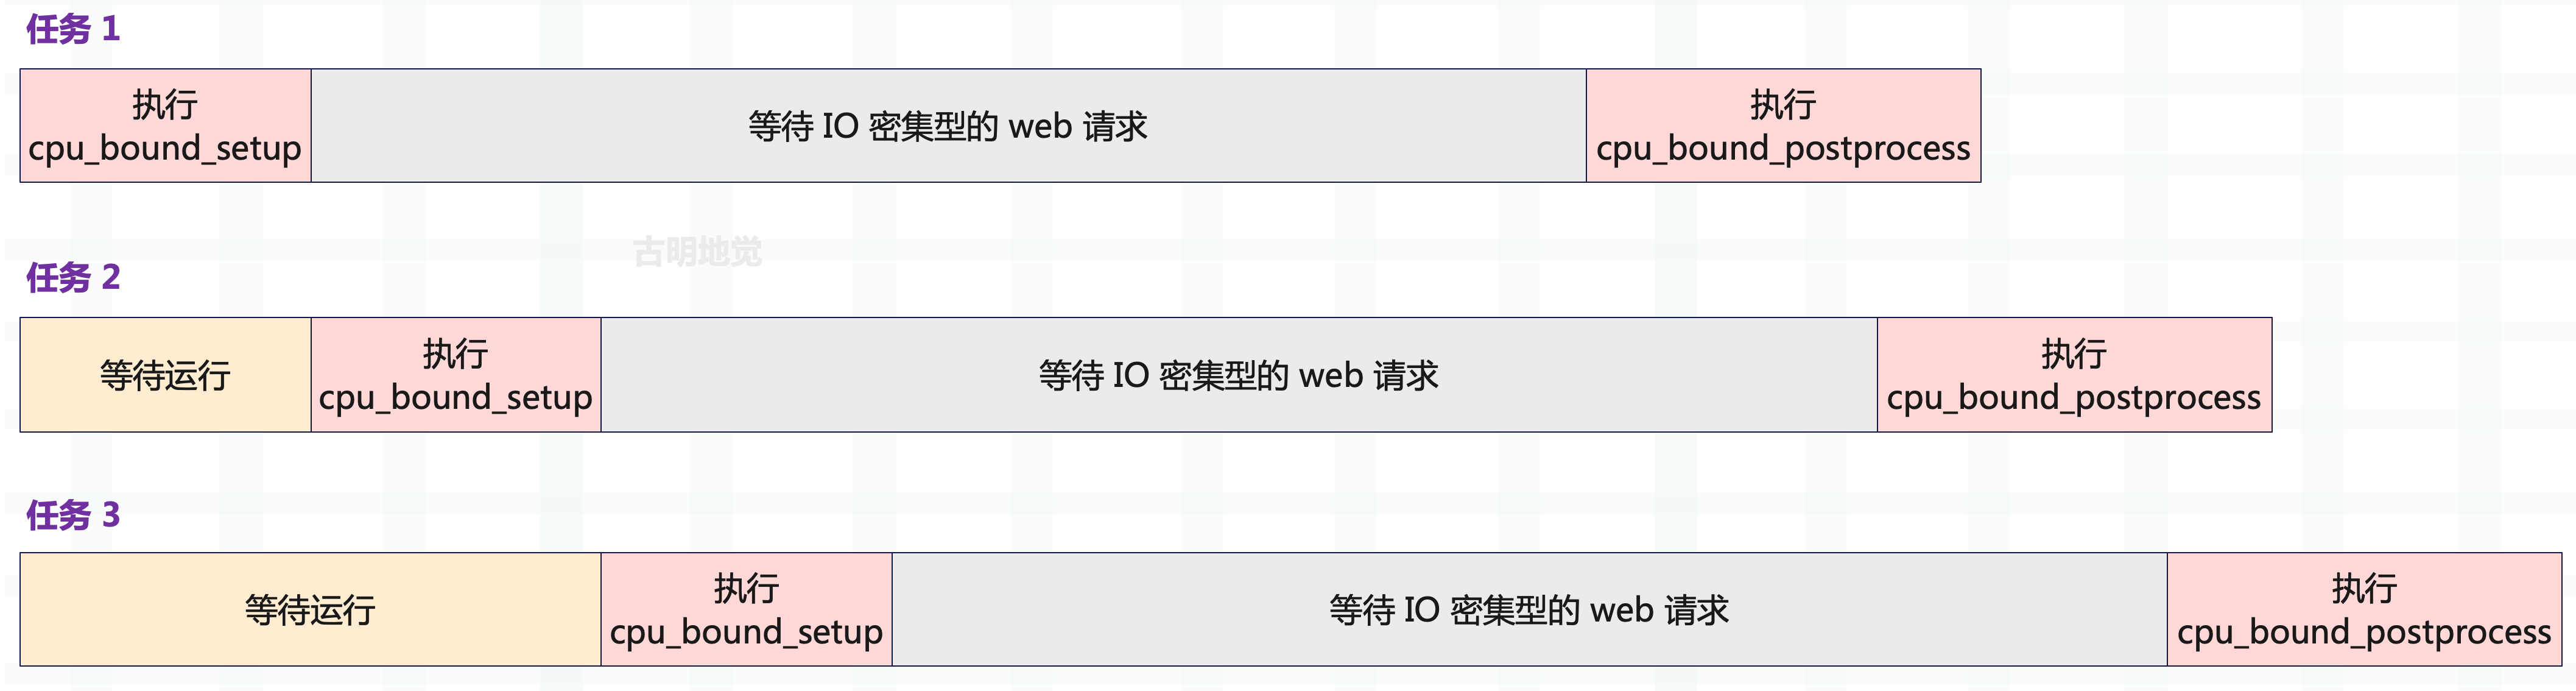 任务 1
执行
cpu_bound_setup
等待 IO 密集型的 web 请求
执行
cpu_bound_postprocess
古明地觉
任务 2
等待运行
执行
cpu_bound_setup
等待 IO 密集型的 web 请求
执行
cpu_bound_postprocess
任务 3
等待运行
执行
cpu_bound_setup
等待 IO 密集型的 web 请求
执行
cpu_bound_postprocess